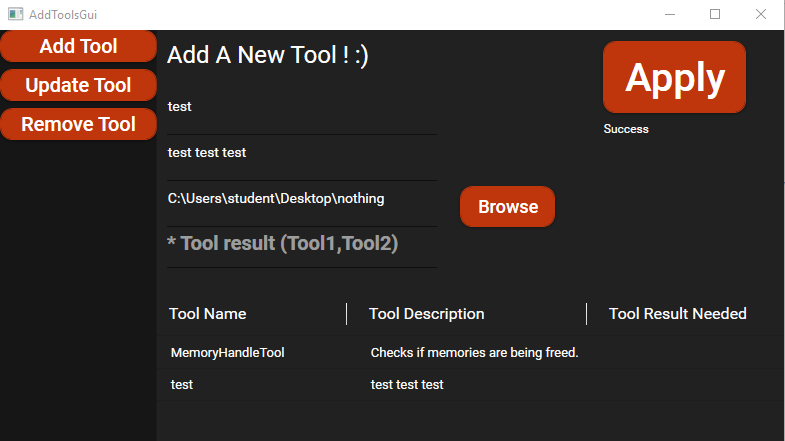 AddToolsGui
Add Tool
Update Tool
Remove Tool
Add A New Tool ! :)
Apply
Success
test
test test test
C:\Users\student\Desktop\nothing
Browse
* Tool result (Tool1,Tool2)
Tool Name Tool Description Tool Result Needed
MemoryHandleTool Checks if memories are being freed.
test test test test